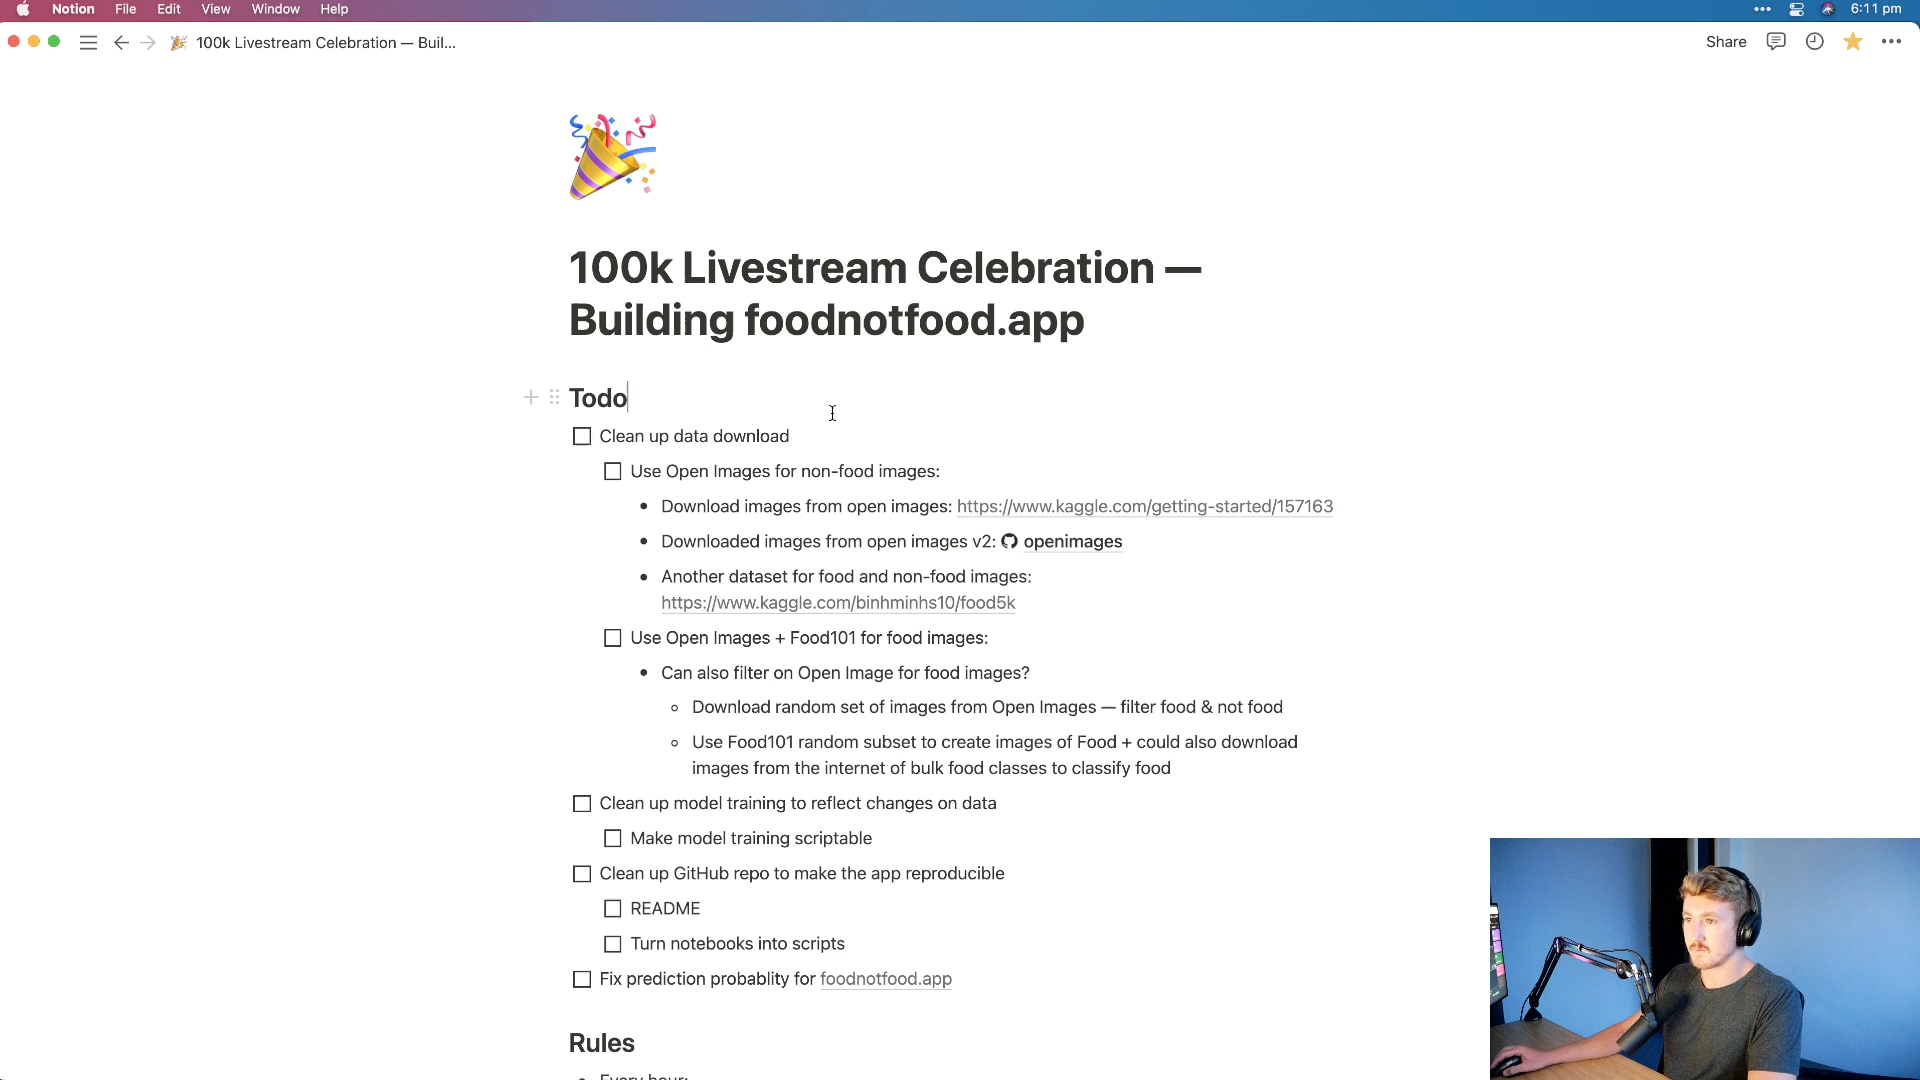 Notion File Edit View Window Help 6:11 pm
100k Livestream Celebration — Buil... Share
100k Livestream Celebration —
Building foodnotfood.app
Todo
Clean up data download
Use Open Images for non-food images:
Download images from open images: https://www.kaggle.com/getting-started/157163
Downloaded images from open images v2: openimages
Another dataset for food and non-food images:
https://www.kaggle.com/binhminhs10/food5k
Use Open Images + Food101 for food images:
Can also filter on Open Image for food images?
Download random set of images from Open Images — filter food & not food
Use Food101 random subset to create images of Food + could also download
images from the internet of bulk food classes to classify food
Clean up model training to reflect changes on data
Make model training scriptable
Clean up GitHub repo to make the app reproducible
README
Turn notebooks into scripts
Fix prediction probablity for foodnotfood.app
Rules
Every hour: